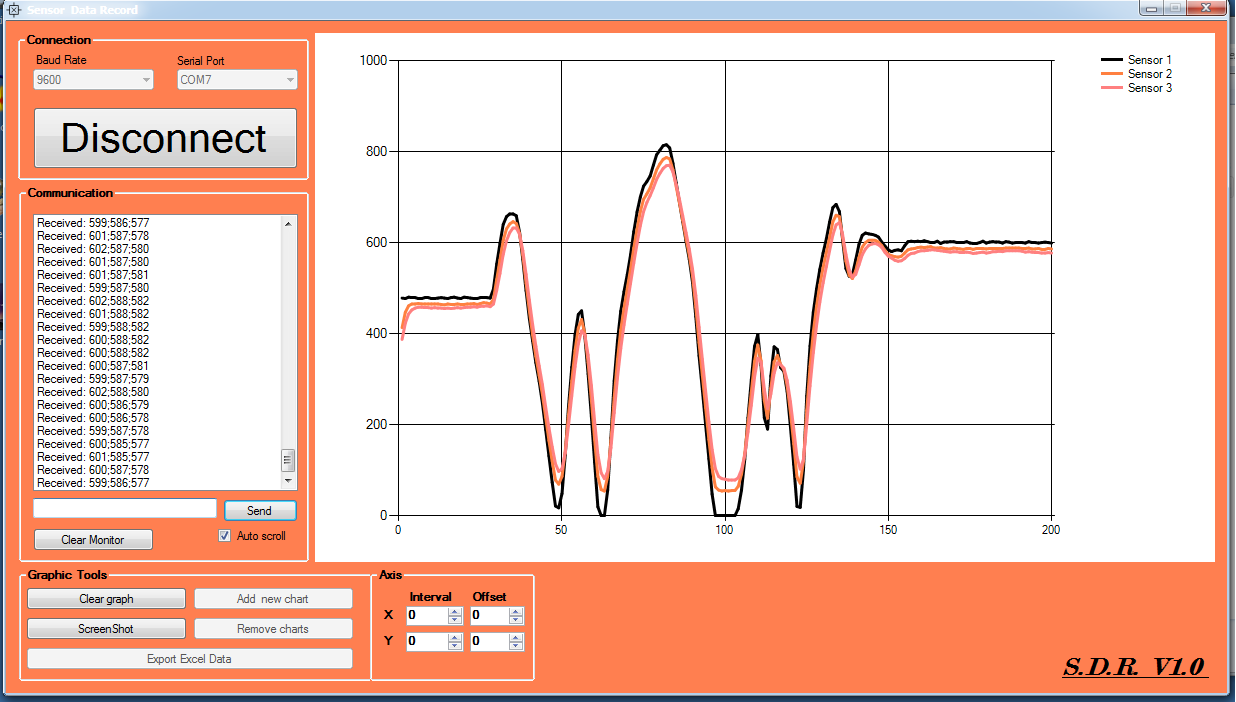 Sensor Data Record
Connection
Baud Rate
Serial Port
9600
COM7
Disconnect
Communication
Received: 599;586;577
Received: 601;587;578
Received: 602;587;580
Received: 601;587;580
Received: 601;587;581
Received: 599;587;580
Received: 602;588;582
Received: 601;588;582
Received: 599;588;582
Received: 600;588;582
Received: 600;588;582
Received: 600;587;581
Received: 599;587;579
Received: 602;588;580
Received: 600;586;579
Received: 600;586;578
Received: 599;587;578
Received: 600;585;577
Received: 601;585;577
Received: 600;587;578
Received: 599;586;577
Send
Clear Monitor
Auto scroll
1000
800
600
400
200
0
0
50
100
150
200
Sensor 1
Sensor 2
Sensor 3
Graphic Tools
Clear graph
Add new chart
ScreenShot
Remove charts
Export Excel Data
Axis
Interval
Offset
X
0
0
Y
0
0
S.D.R. V1.0